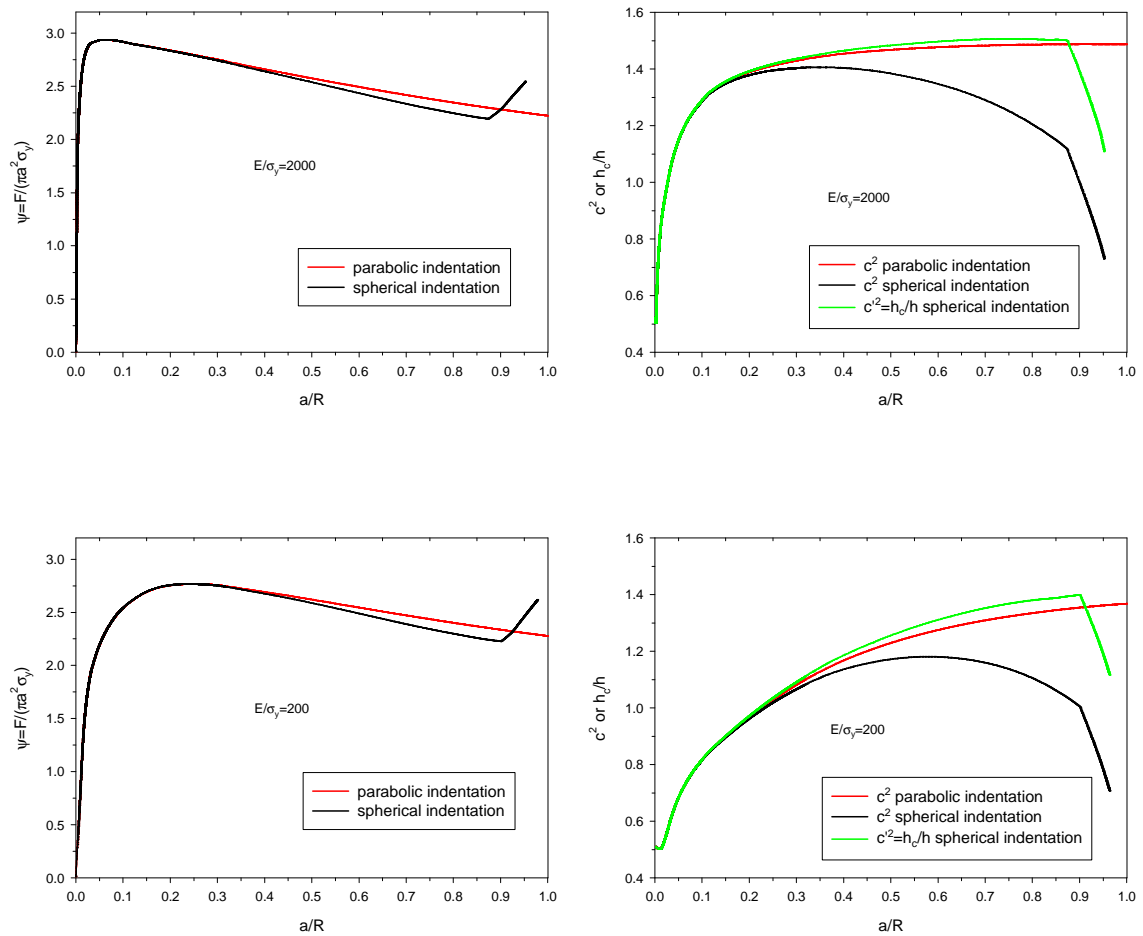 3.0
2.5
2.0
1.5
1.0
0.5
0.0
ψ=F/(πa²σy)
E/σy=2000
parabolic indentation
spherical indentation
0.0 0.1 0.2 0.3 0.4 0.5 0.6 0.7 0.8 0.9 1.0
a/R
1.6
1.4
1.2
1.0
0.8
0.6
0.4
c² or hc/h
E/σy=2000
c² parabolic indentation
c² spherical indentation
c'²=hc/h spherical indentation
0.0 0.1 0.2 0.3 0.4 0.5 0.6 0.7 0.8 0.9 1.0
a/R
3.0
2.5
2.0
1.5
1.0
0.5
0.0
ψ=F/(πa²σy)
E/σy=200
parabolic indentation
spherical indentation
0.0 0.1 0.2 0.3 0.4 0.5 0.6 0.7 0.8 0.9 1.0
a/R
1.6
1.4
1.2
1.0
0.8
0.6
0.4
c² or hc/h
E/σy=200
c² parabolic indentation
c² spherical indentation
c'²=hc/h spherical indentation
0.0 0.1 0.2 0.3 0.4 0.5 0.6 0.7 0.8 0.9 1.0
a/R